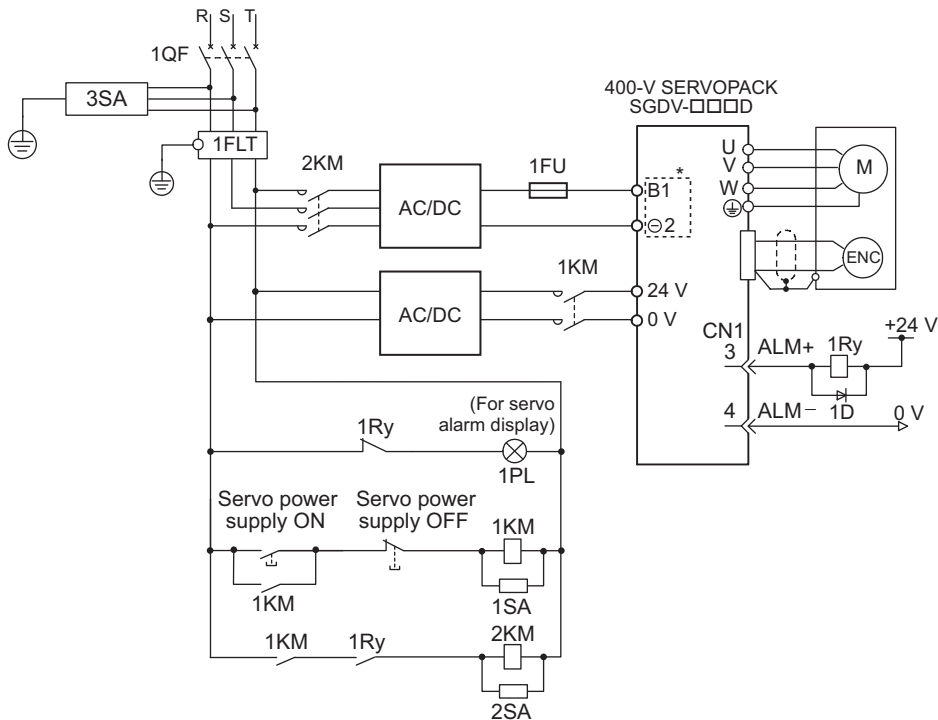 R S T
1QF
3SA
1FLT
2KM
AC/DC
1FU
400-V SERVOPACK
SGDV-□□□D
B1
*
⊖2
U
V
W
M
ENC
AC/DC
1KM
24 V
0 V
CN1
3 ALM+
1Ry
+24 V
1D
4 ALM−
0 V
1Ry
(For servo
alarm display)
1PL
Servo power
supply ON
Servo power
supply OFF
1KM
1KM
1SA
1KM
1Ry
2KM
2SA